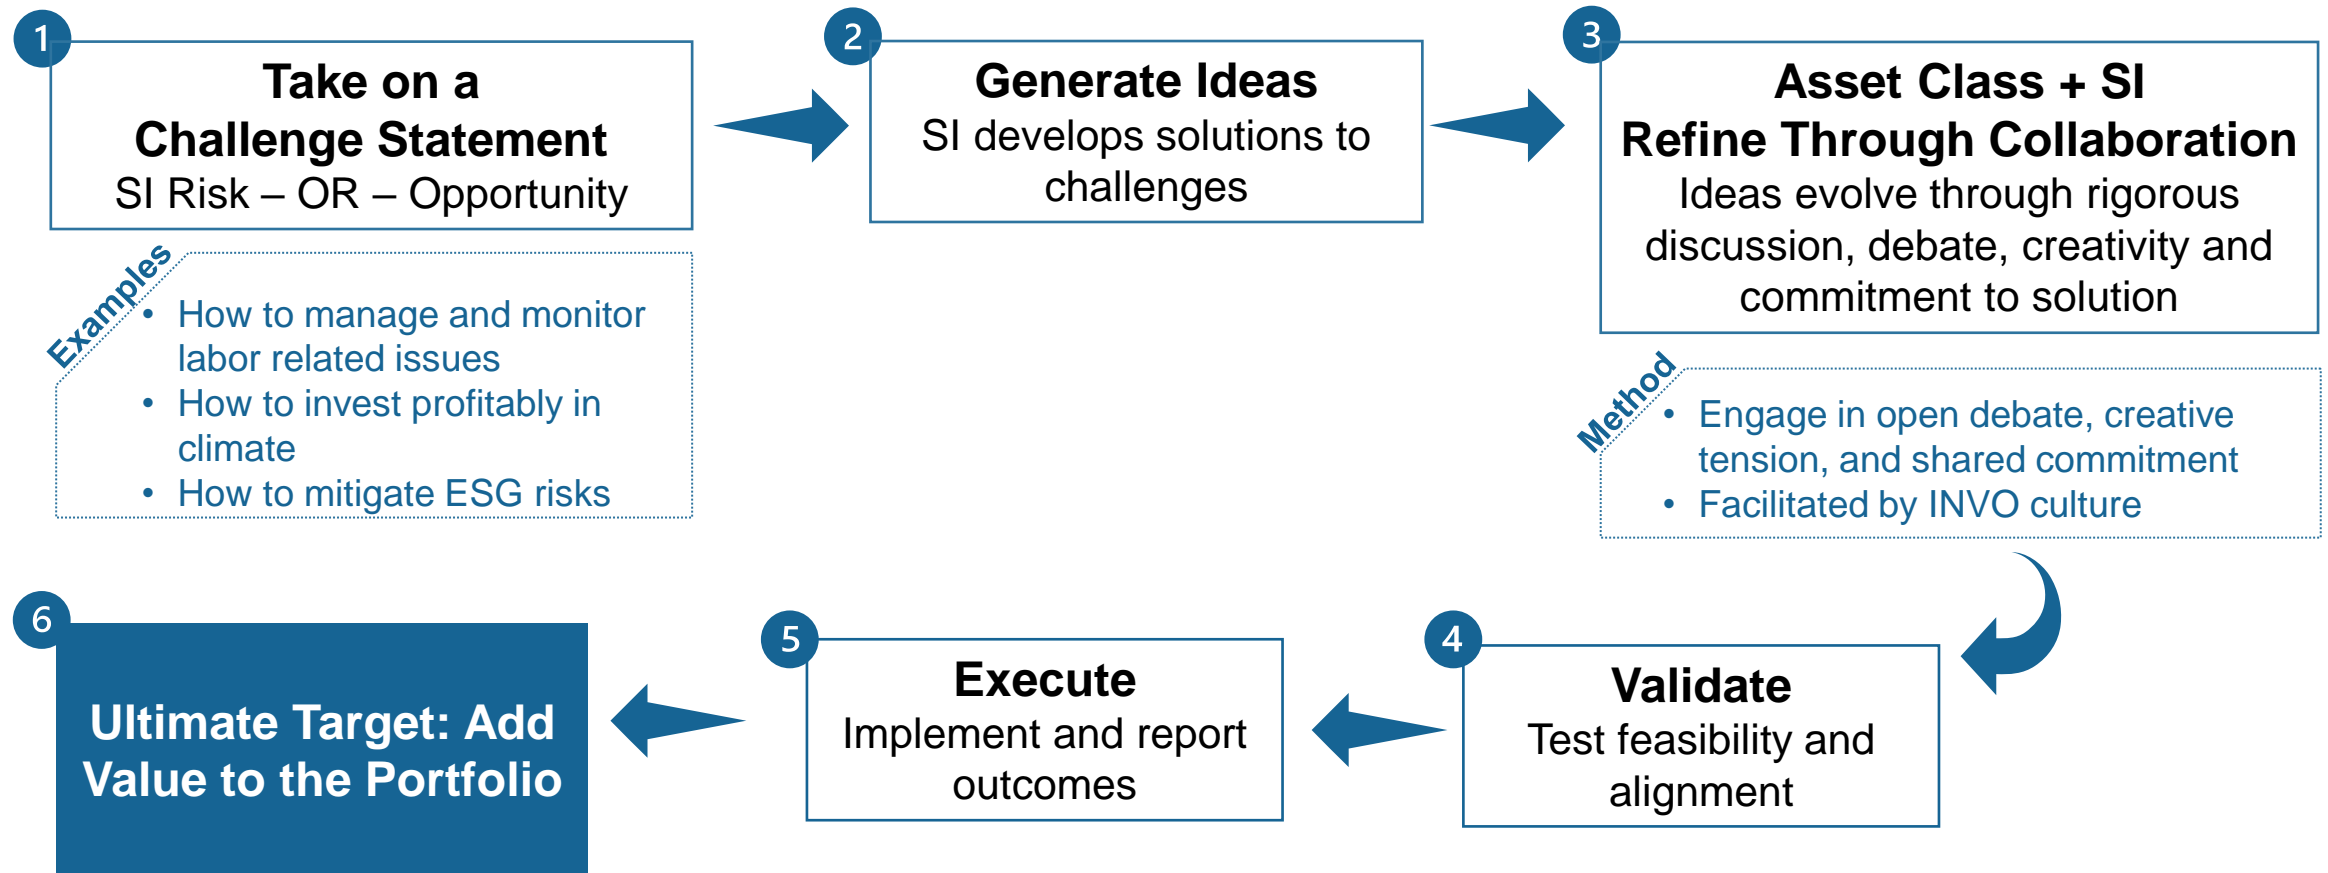 1
Take on a
Challenge Statement
SI Risk – OR – Opportunity
Examples
• How to manage and monitor
labor related issues
• How to invest profitably in
climate
• How to mitigate ESG risks
2
Generate Ideas
SI develops solutions to
challenges
3
Asset Class + SI
Refine Through Collaboration
Ideas evolve through rigorous
discussion, debate, creativity and
commitment to solution
Method
• Engage in open debate, creative
tension, and shared commitment
• Facilitated by INVO culture
4
Validate
Test feasibility and
alignment
5
Execute
Implement and report
outcomes
6
Ultimate Target: Add
Value to the Portfolio